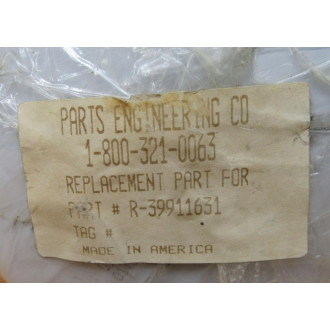 PARTS ENGINEERING CO
1-800-321-0063
REPLACEMENT PART FOR
PART # R-39911631
TAG #
MADE IN AMERICA